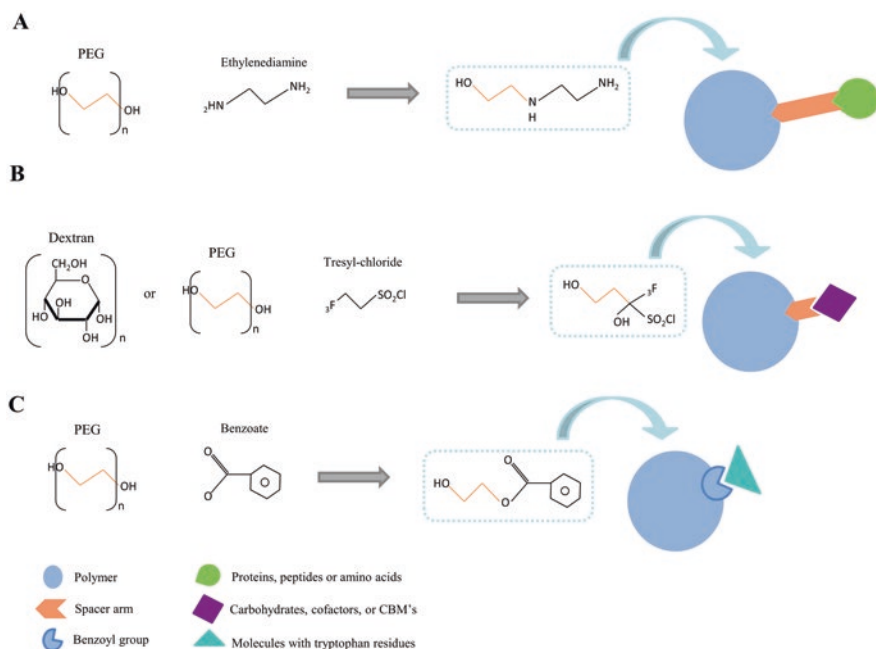 A
PEG
Ethylenediamine
HO
OH
n
₂HN
NH₂
HO
N
H
NH₂
B
Dextran
CH₂OH
O
HO
OH
OH
OH
n
or
PEG
HO
OH
n
Tresyl-chloride
₃F
SO₂Cl
HO
₃F
OH
SO₂Cl
C
PEG
HO
OH
n
Benzoate
O
O
HO
O
O
Polymer
Proteins, peptides or amino acids
Spacer arm
Carbohydrates, cofactors, or CBM's
Benzoyl group
Molecules with tryptophan residues